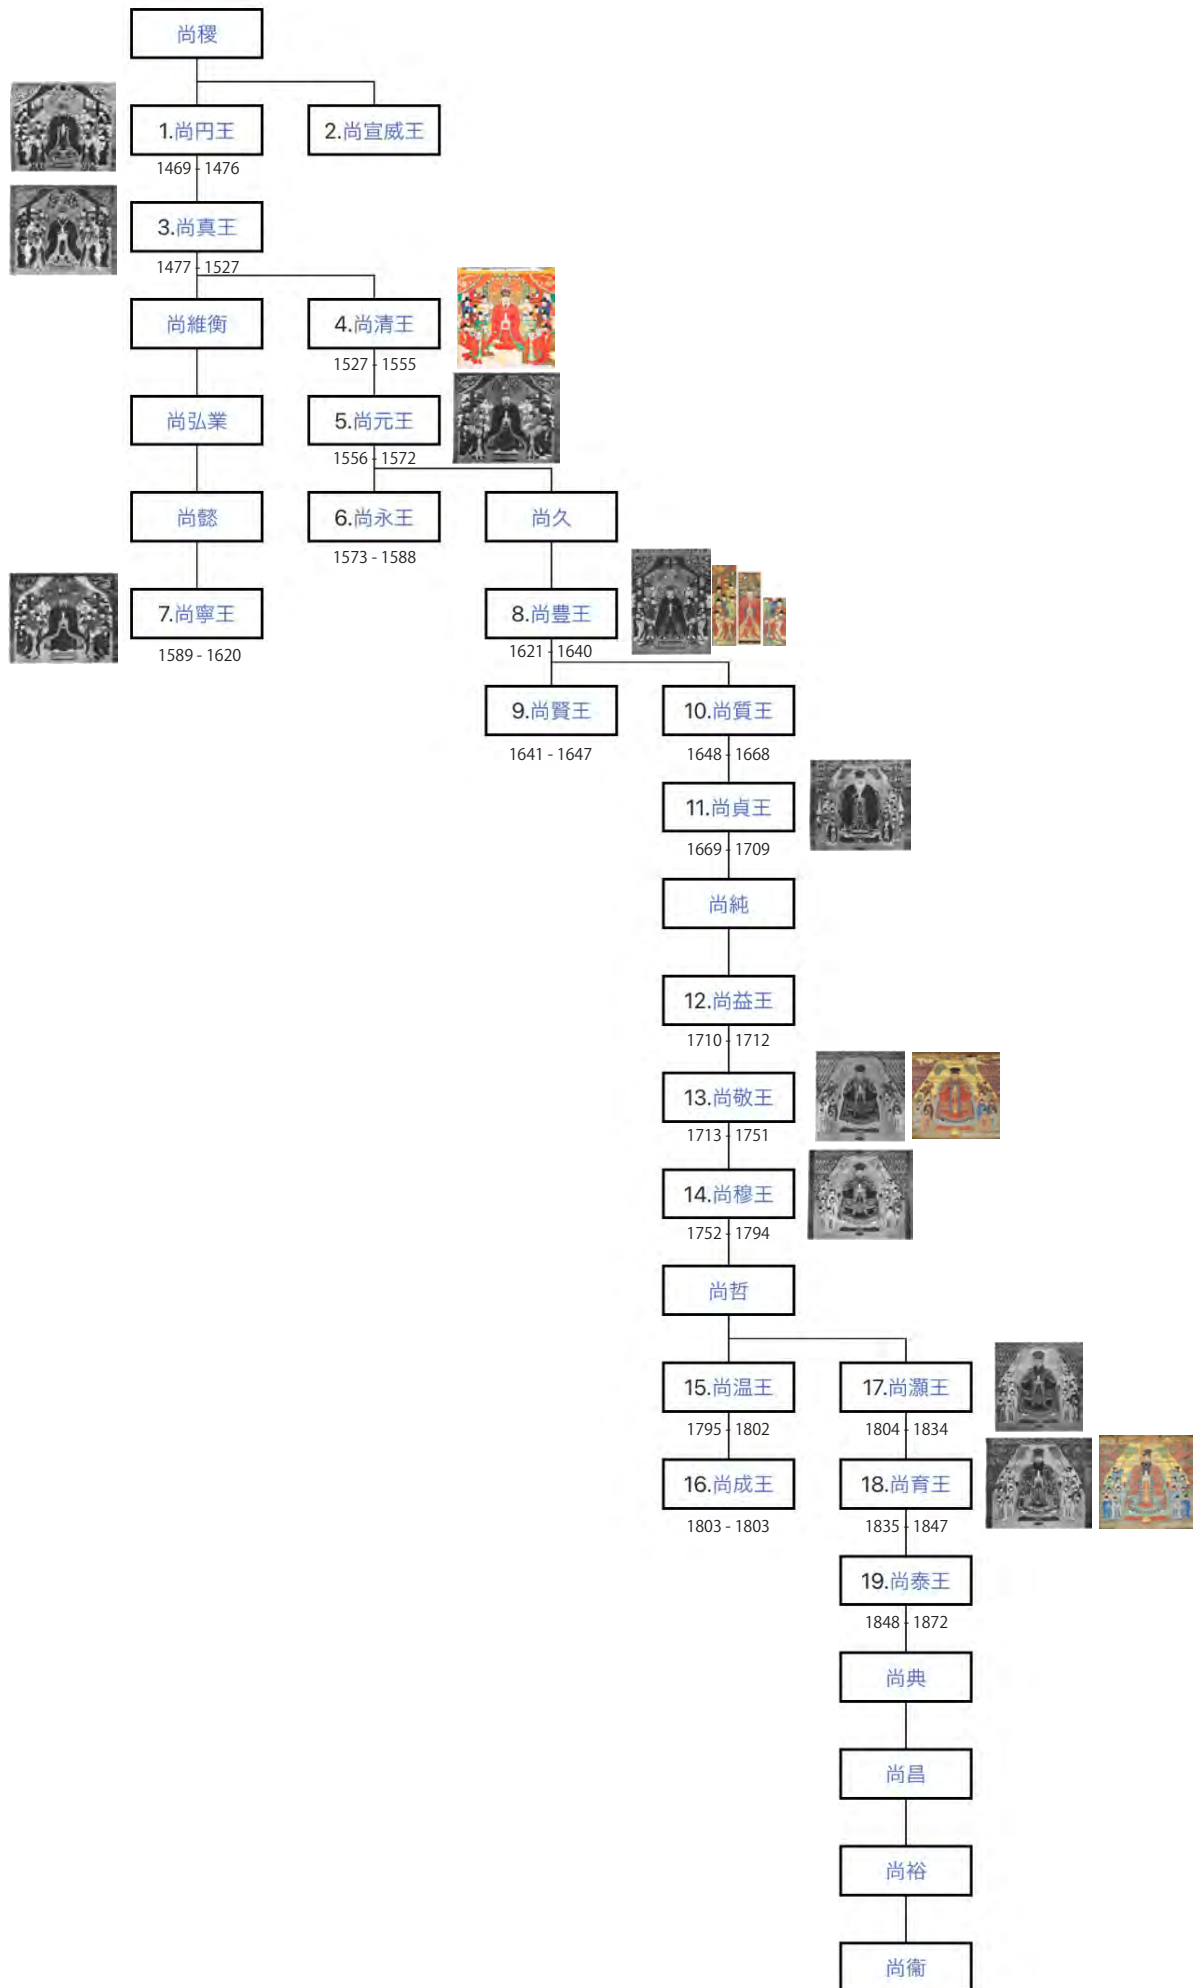 尚稷
1.尚円王
2.尚宣威王
1469 - 1476
3.尚真王
1477 - 1527
尚維衡
4.尚清王
1527 - 1555
尚弘業
5.尚元王
1556 - 1572
尚懿
6.尚永王
尚久
1573 - 1588
7.尚寧王
8.尚豊王
1589 - 1620
1621 - 1640
9.尚賢王
10.尚質王
1641 - 1647
1648 - 1668
11.尚貞王
1669 - 1709
尚純
12.尚益王
1710 - 1712
13.尚敬王
1713 - 1751
14.尚穆王
1752 - 1794
尚哲
15.尚温王
17.尚灝王
1795 - 1802
1804 - 1834
16.尚成王
18.尚育王
1803 - 1803
1835 - 1847
19.尚泰王
1848 - 1872
尚典
尚昌
尚裕
尚衞